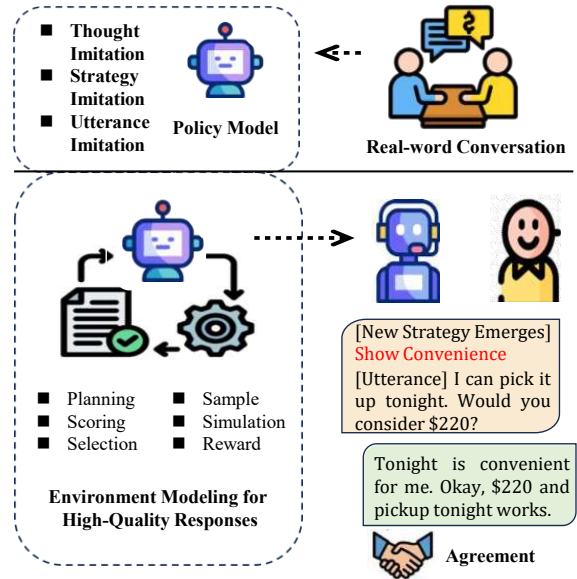 ■ Thought
Imitation
■ Strategy
Imitation
■ Utterance
Imitation
Policy Model
$
Real-word Conversation
■ Planning
■ Scoring
■ Selection
■ Sample
■ Simulation
■ Reward
Environment Modeling for
High-Quality Responses
[New Strategy Emerges]
Show Convenience
[Utterance] I can pick it
up tonight. Would you
consider $220?
Tonight is convenient
for me. Okay, $220 and
pickup tonight works.
Agreement